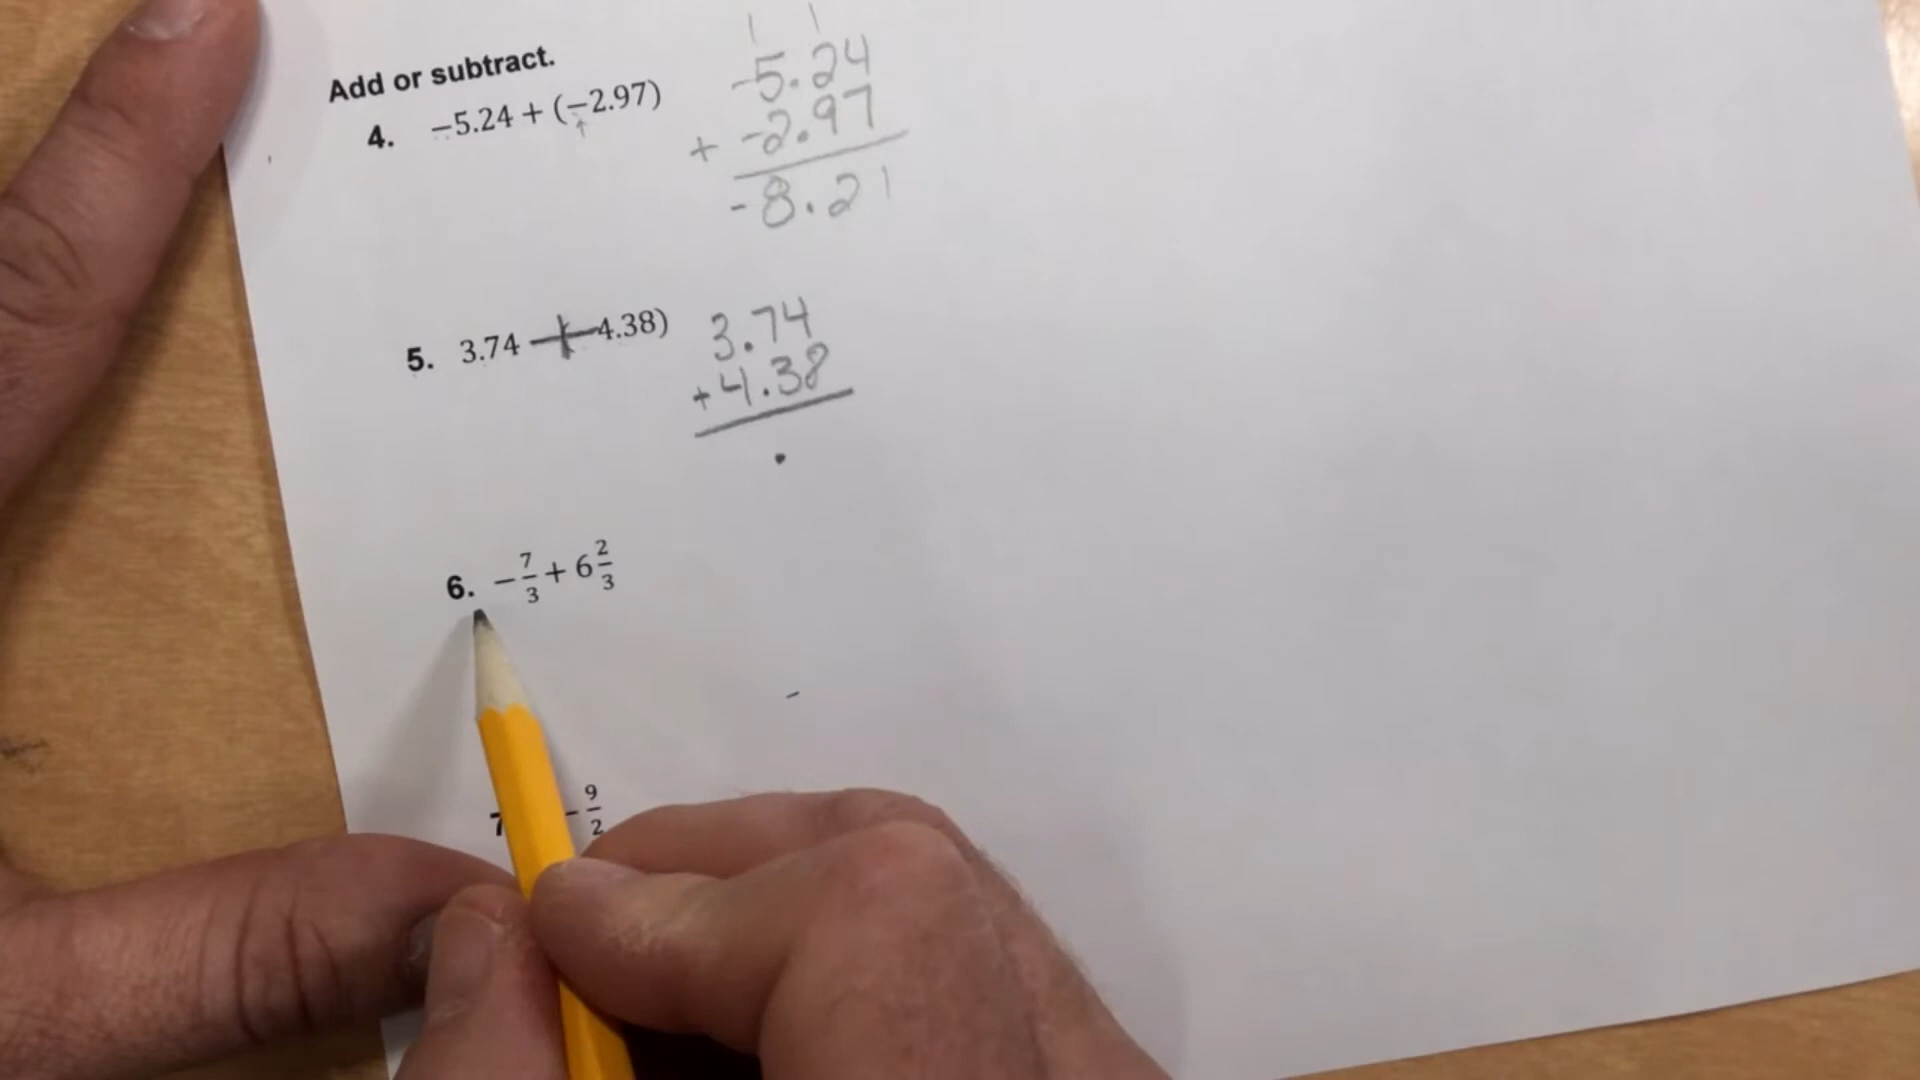 Add or subtract.
4. −5.24 + (−2.97)
1 1
-5.24
+ -2.97
-8.21
5. 3.74 + 4.38)
3.74
+4.38
.
6. −7/3 + 6 2/3
-
7 − 9/2